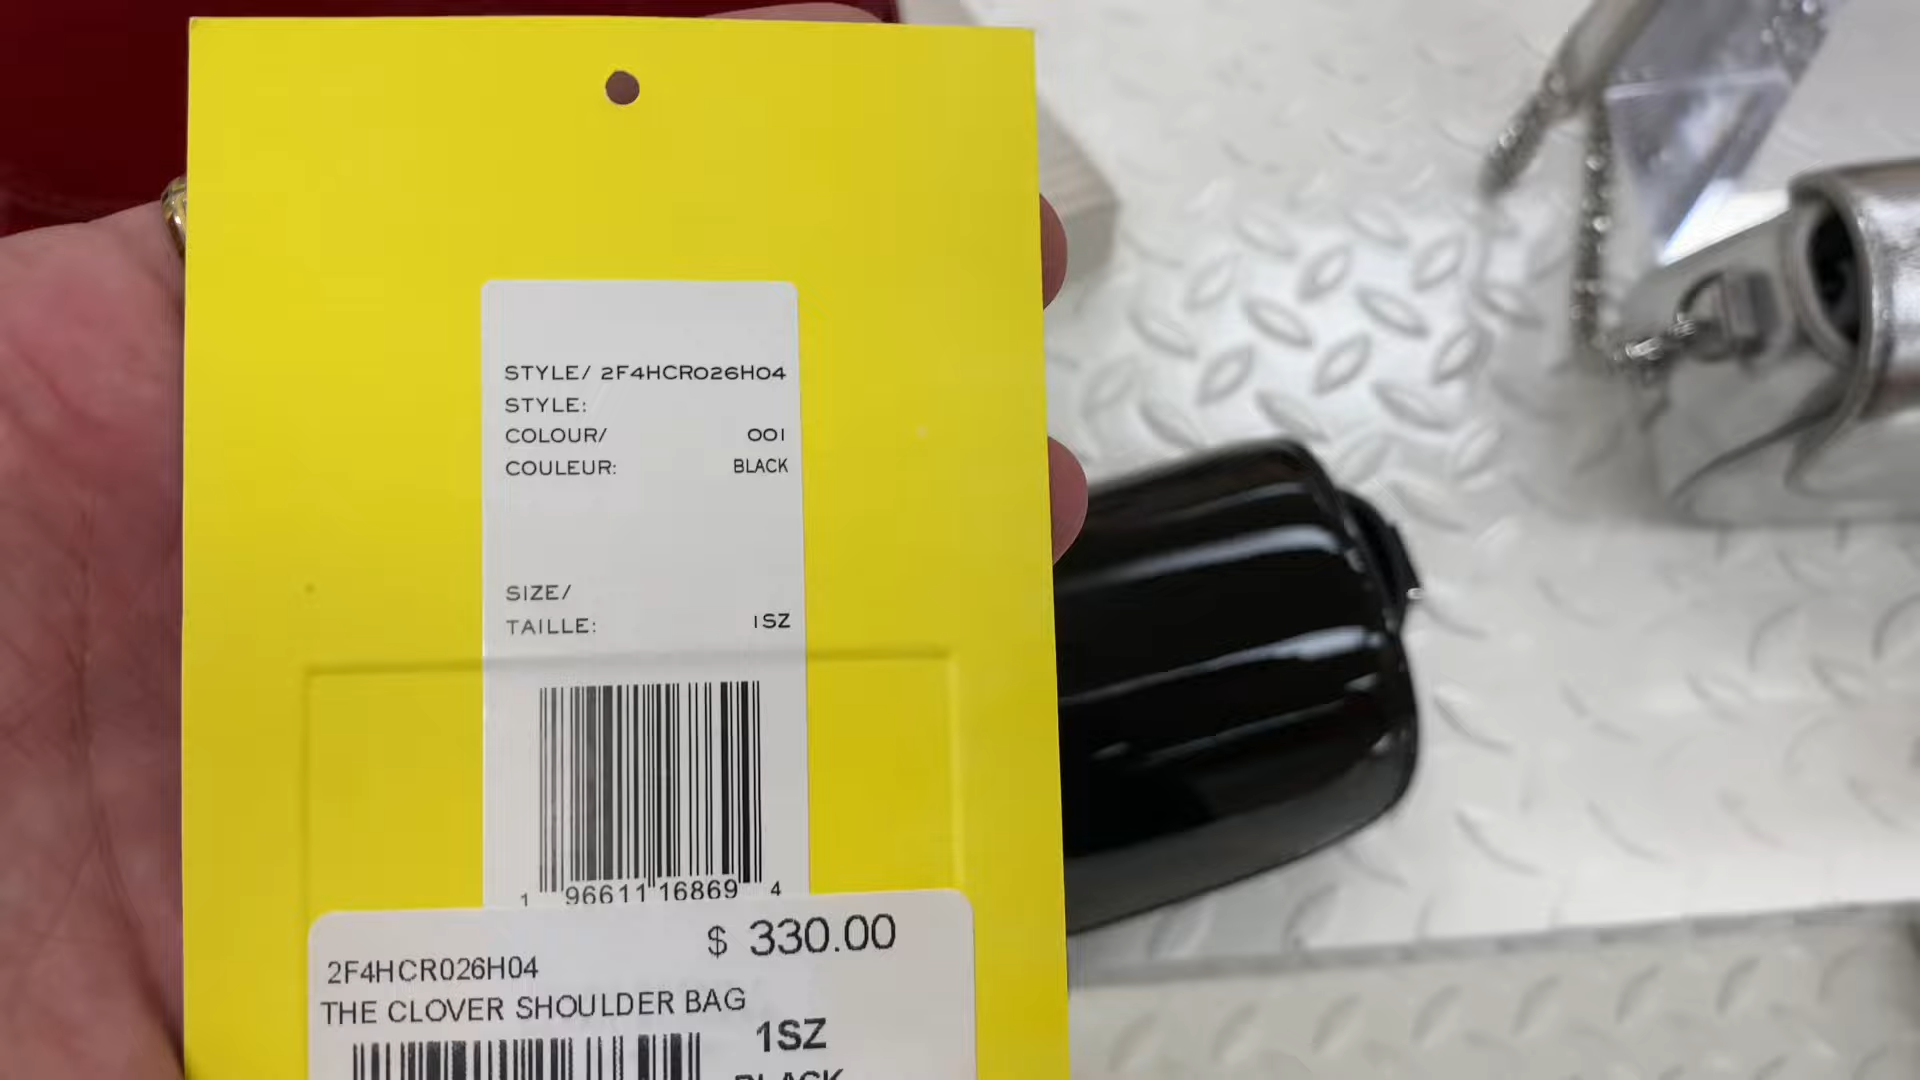 STYLE/ 2F4HCR026H04
STYLE:
COLOUR/ 001
COULEUR: BLACK
SIZE/
TAILLE: 1SZ
1 96611 16869 4
$ 330.00
2F4HCR026H04
THE CLOVER SHOULDER BAG
1SZ
BLACK